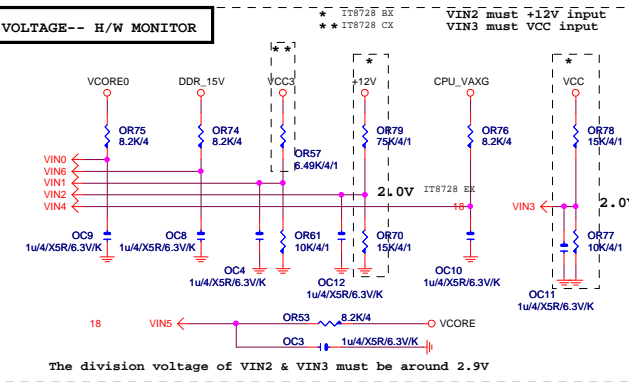 VOLTAGE-- H/W MONITOR
* IT8728 BX
** IT8728 CX
VIN2 must +12V input
VIN3 must VCC input
** * *
VCORE0 DDR_15V VCC3 +12V CPU_VAXG VCC
OR75 8.2K/4
OR74 8.2K/4
OR57 6.49K/4/1
OR79 75K/4/1
OR76 8.2K/4
OR78 15K/4/1
VIN0
VIN6
VIN1
VIN2
VIN4
2.0V IT8728 EX
18
VIN3
2.0V
OC9 1u/4/X5R/6.3V/K
OC8 1u/4/X5R/6.3V/K
OC4 1u/4/X5R/6.3V/K
OR61 10K/4/1
OC12 1u/4/X5R/6.3V/K
OR70 15K/4/1
OC10 1u/4/X5R/6.3V/K
OC11 1u/4/X5R/6.3V/K
OR77 10K/4/1
18 VIN5
OR53 8.2K/4
VCORE
OC3 1u/4/X5R/6.3V/K
The division voltage of VIN2 & VIN3 must be around 2.9V